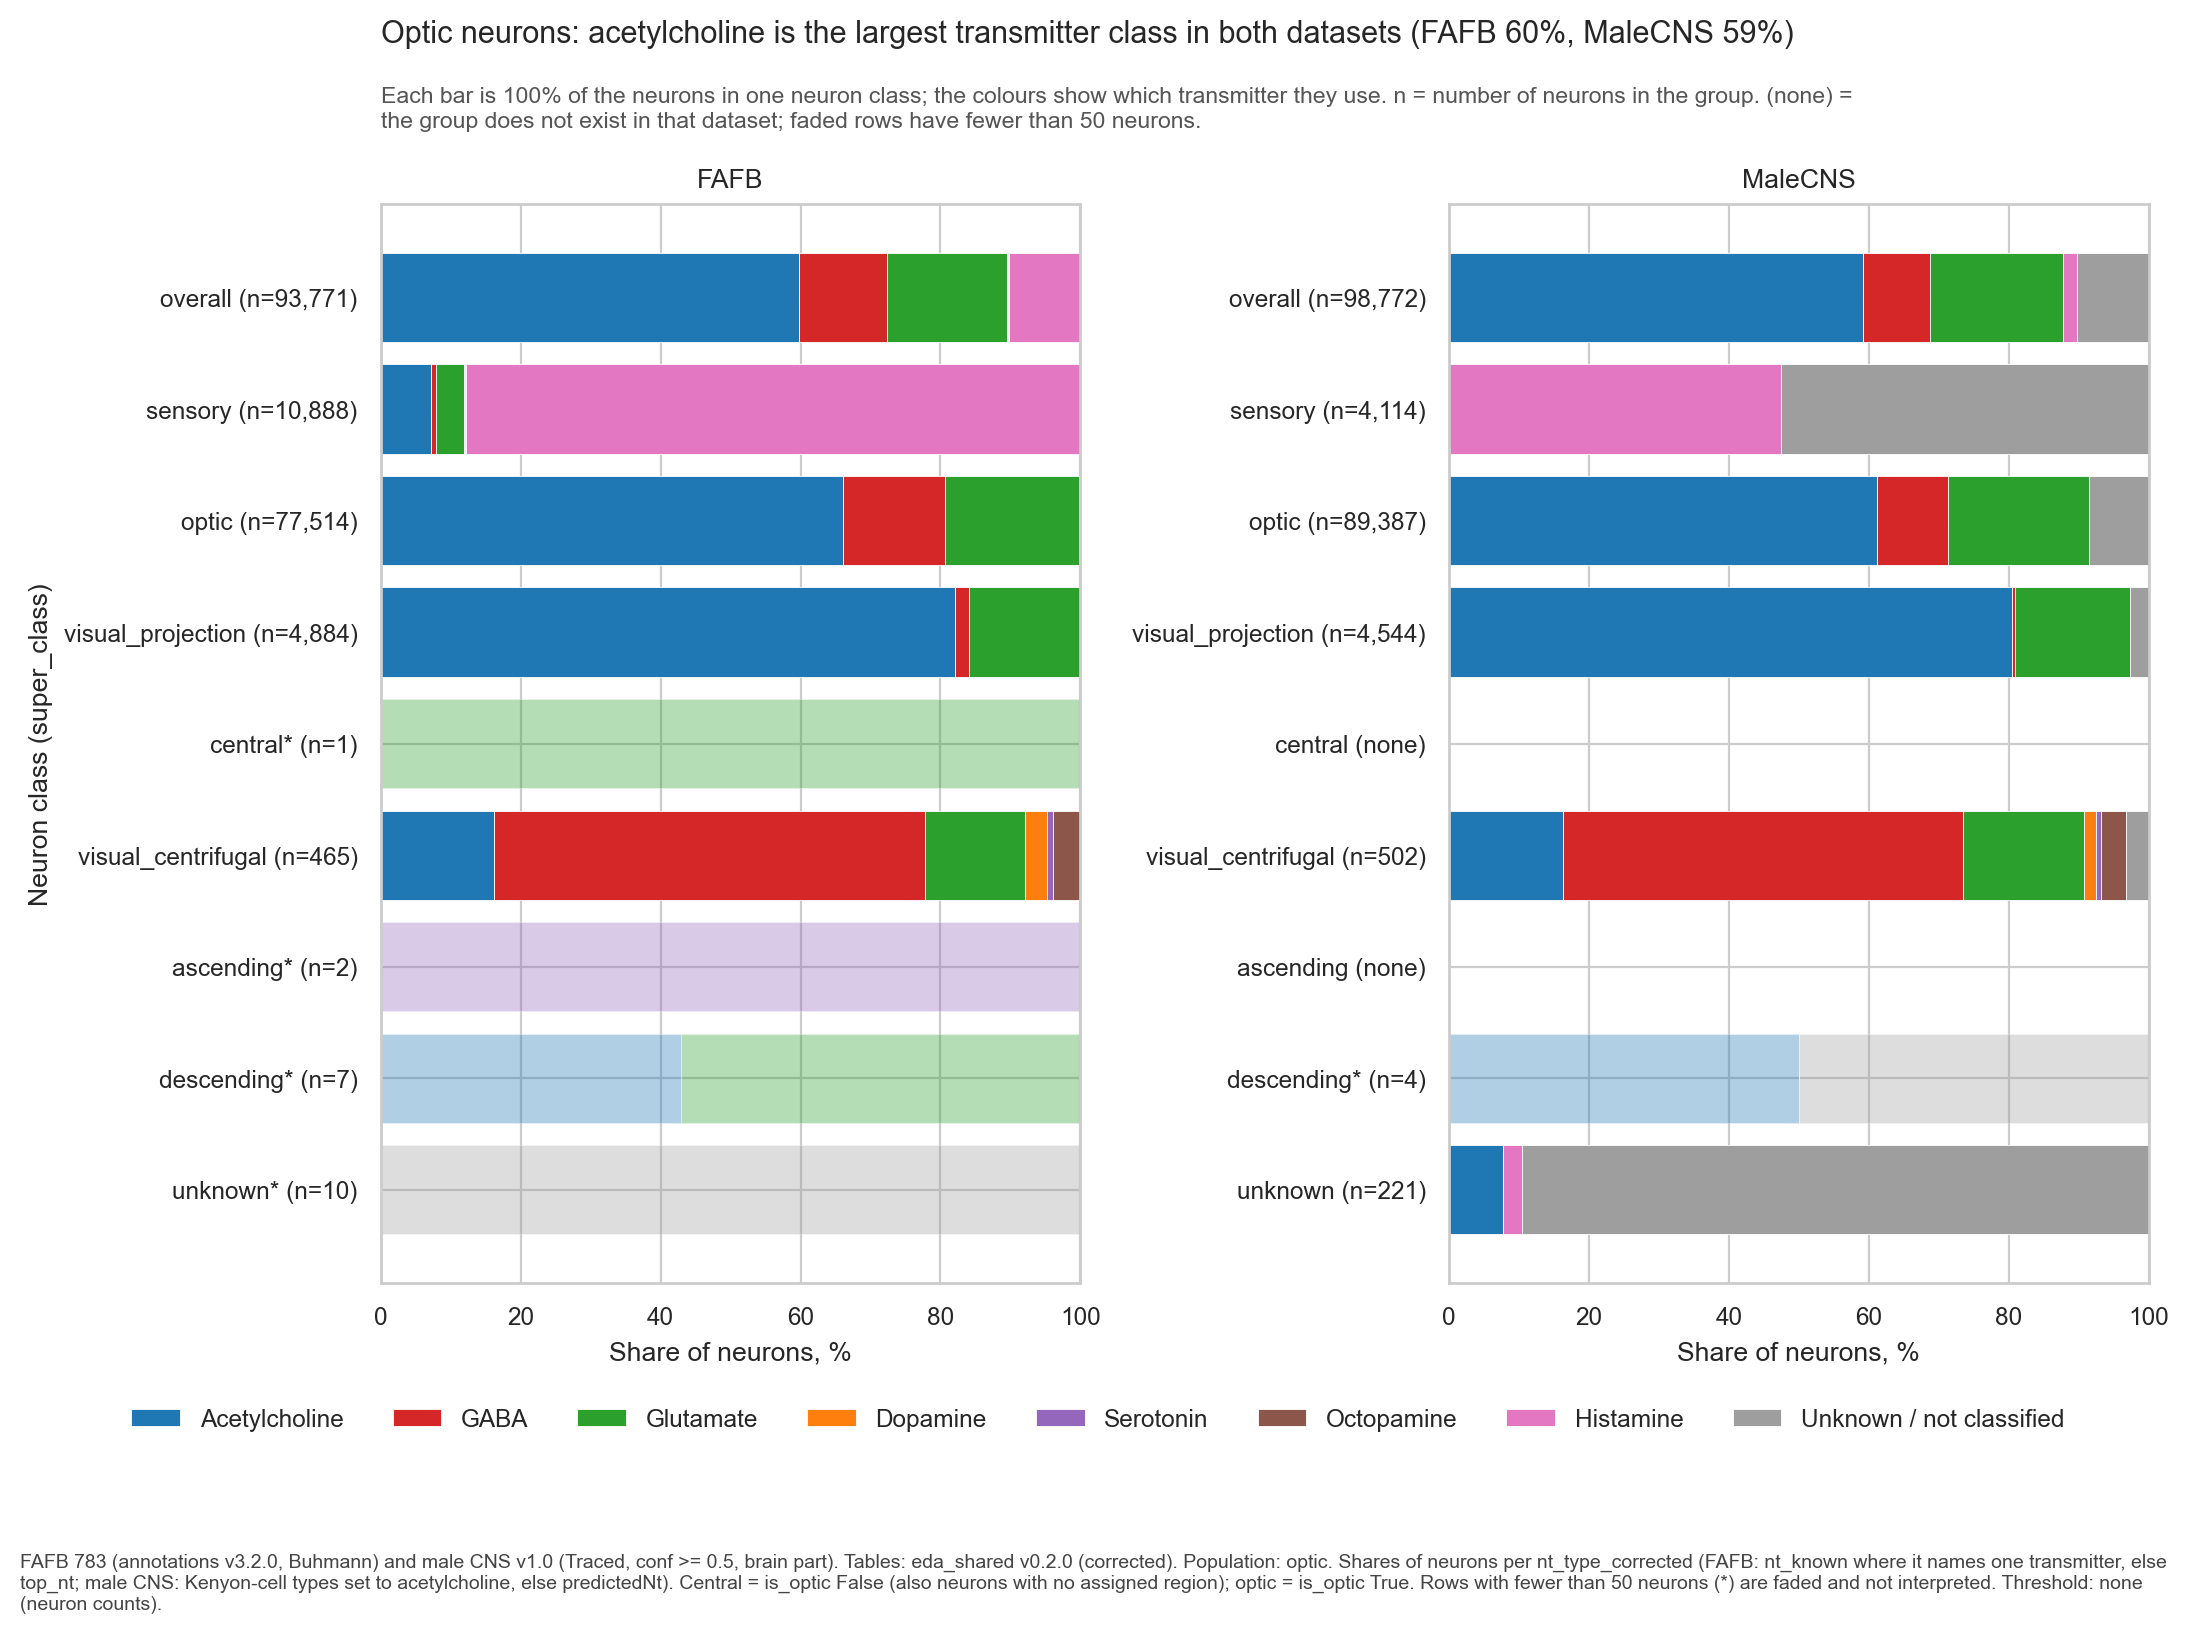 Optic neurons: acetylcholine is the largest transmitter class in both datasets (FAFB 60%, MaleCNS 59%)
Each bar is 100% of the neurons in one neuron class; the colours show which transmitter they use. n = number of neurons in the group. (none) =
the group does not exist in that dataset; faded rows have fewer than 50 neurons.
FAFB
overall (n=93,771)
sensory (n=10,888)
optic (n=77,514)
visual_projection (n=4,884)
central* (n=1)
visual_centrifugal (n=465)
ascending* (n=2)
descending* (n=7)
unknown* (n=10)
Neuron class (super_class)
0 20 40 60 80 100
Share of neurons, %
MaleCNS
overall (n=98,772)
sensory (n=4,114)
optic (n=89,387)
visual_projection (n=4,544)
central (none)
visual_centrifugal (n=502)
ascending (none)
descending* (n=4)
unknown (n=221)
0 20 40 60 80 100
Share of neurons, %
Acetylcholine GABA Glutamate Dopamine Serotonin Octopamine Histamine Unknown / not classified
FAFB 783 (annotations v3.2.0, Buhmann) and male CNS v1.0 (Traced, conf >= 0.5, brain part). Tables: eda_shared v0.2.0 (corrected). Population: optic. Shares of neurons per nt_type_corrected (FAFB: nt_known where it names one transmitter, else
top_nt; male CNS: Kenyon-cell types set to acetylcholine, else predictedNt). Central = is_optic False (also neurons with no assigned region); optic = is_optic True. Rows with fewer than 50 neurons (*) are faded and not interpreted. Threshold: none
(neuron counts).